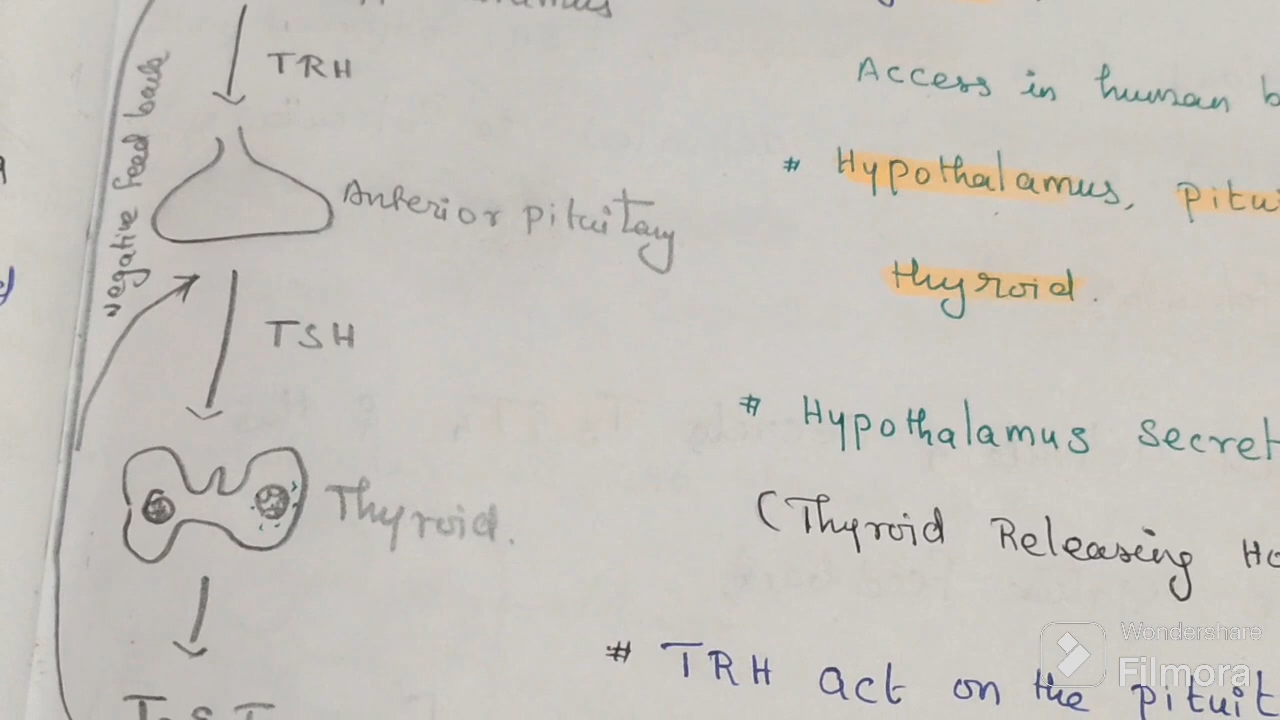 TRH
Negative Feed back
Anterior pituitary
TSH
Thyroid.
Access in human b
# Hypothalamus, pitu
thyroid.
# Hypothalamus secret
(Thyroid Releasing Ho
# TRH act on the pituit
Wondershare
Filmora